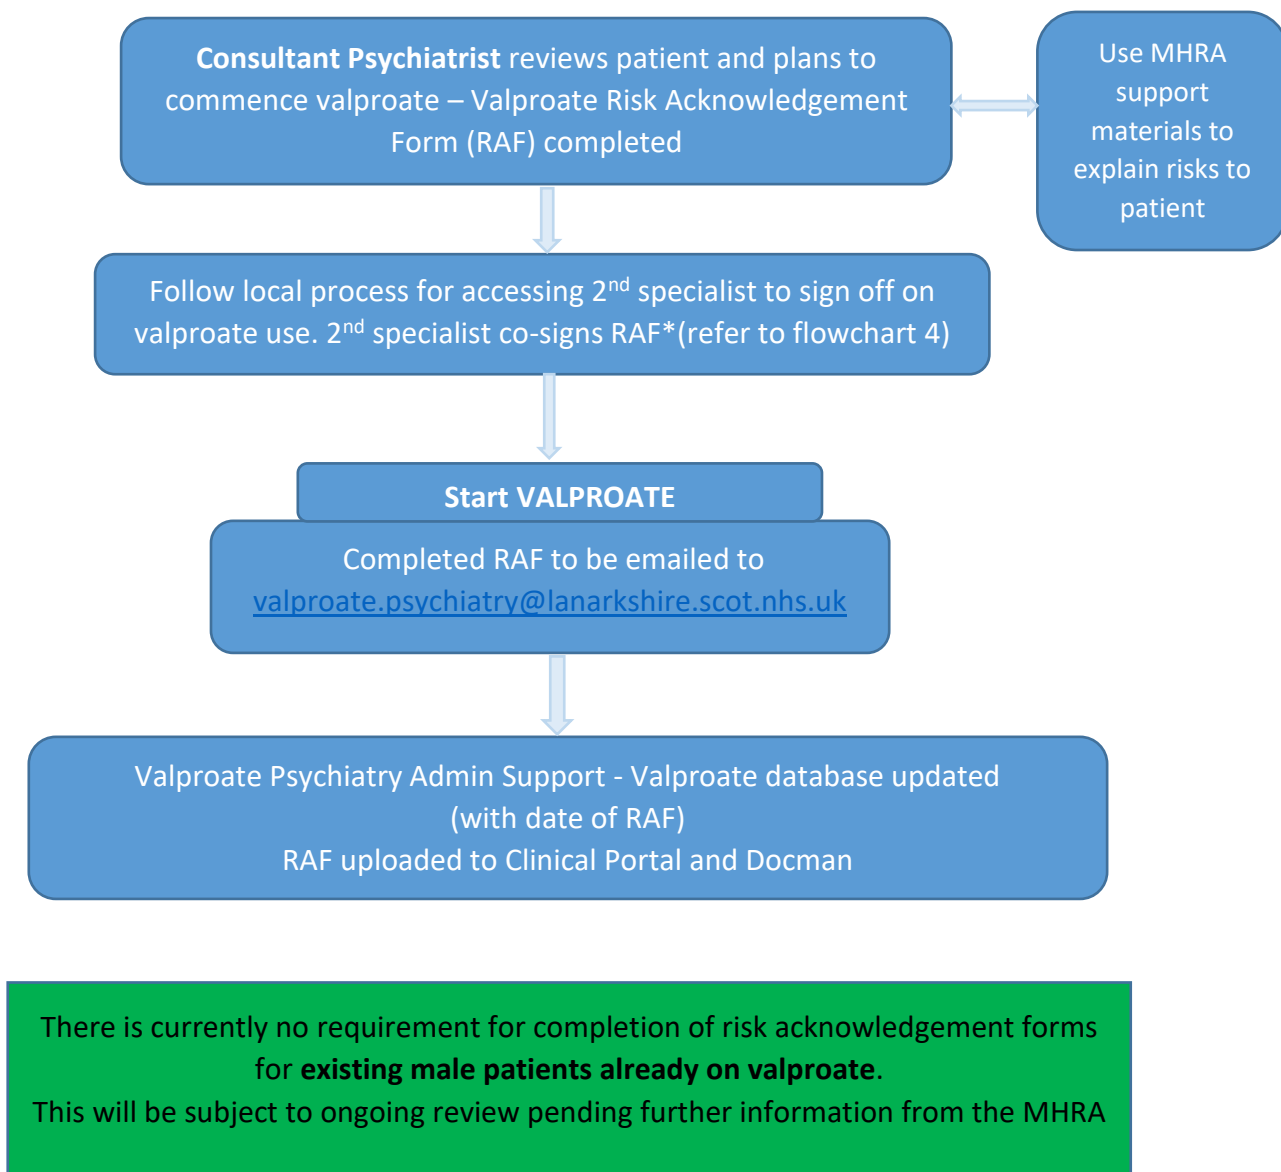 Consultant Psychiatrist reviews patient and plans to
commence valproate – Valproate Risk Acknowledgement
Form (RAF) completed
Use MHRA
support
materials to
explain risks to
patient
Follow local process for accessing 2nd specialist to sign off on
valproate use. 2nd specialist co-signs RAF*(refer to flowchart 4)
Start VALPROATE
Completed RAF to be emailed to
valproate.psychiatry@lanarkshire.scot.nhs.uk
Valproate Psychiatry Admin Support - Valproate database updated
(with date of RAF)
RAF uploaded to Clinical Portal and Docman
There is currently no requirement for completion of risk acknowledgement forms
for existing male patients already on valproate.
This will be subject to ongoing review pending further information from the MHRA